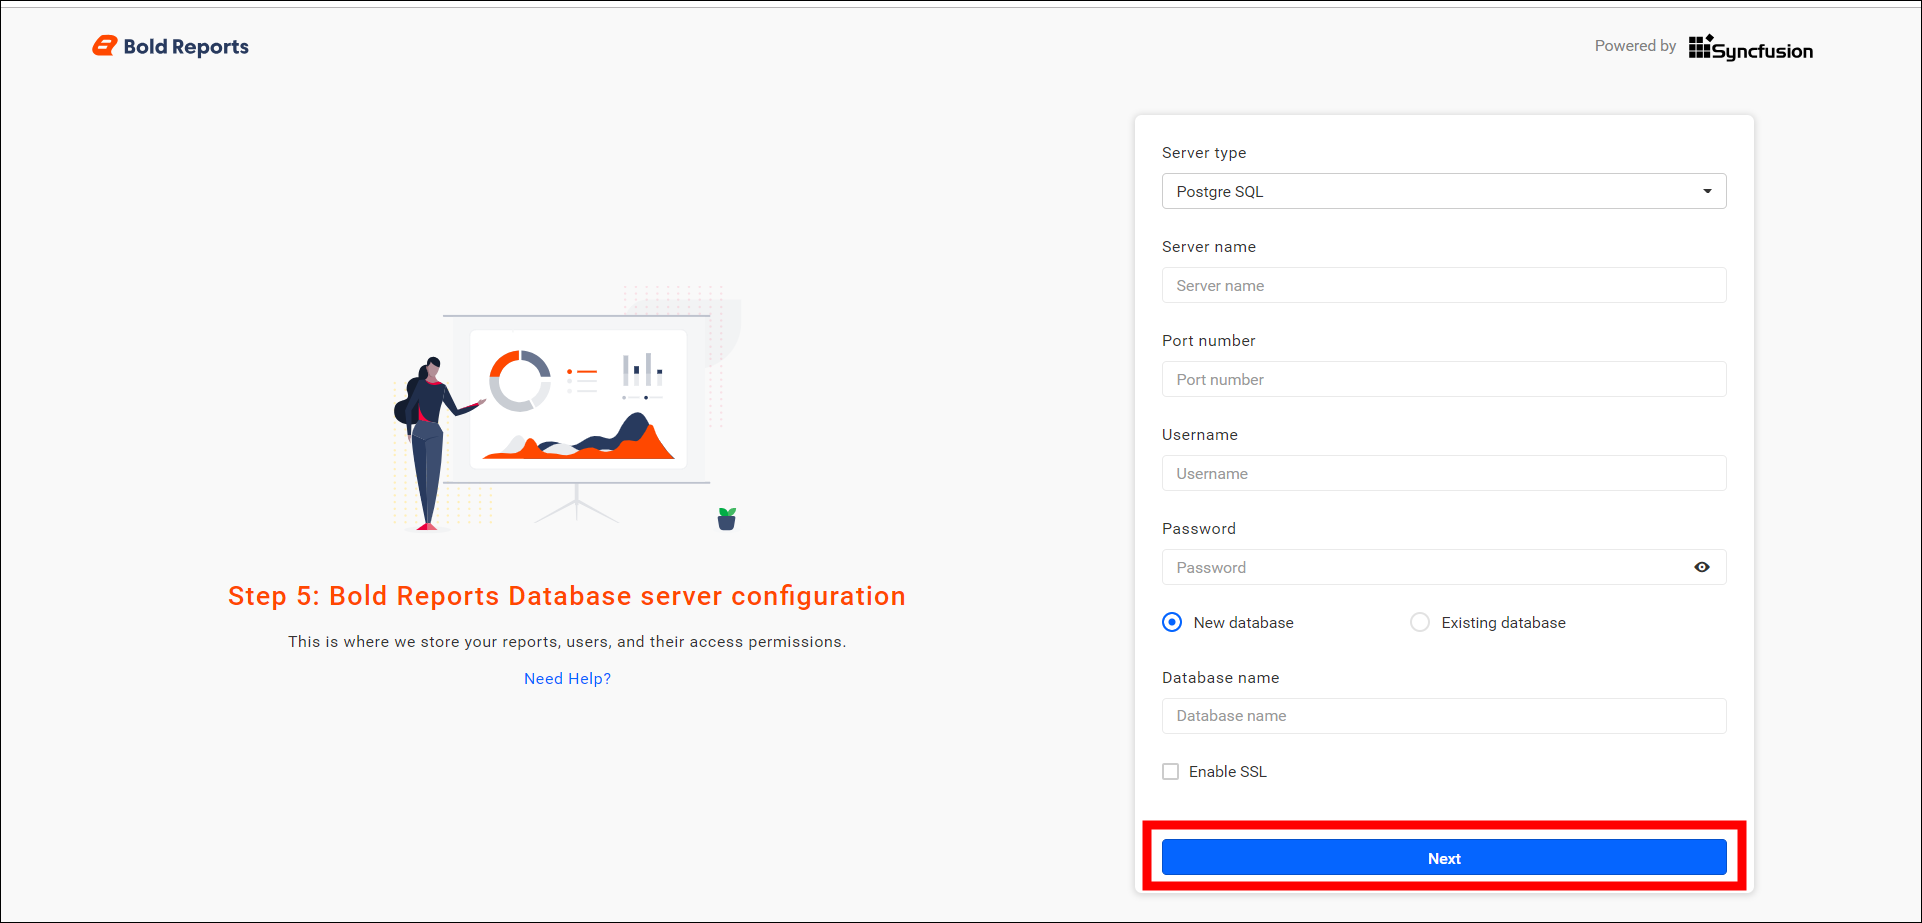 Bold Reports
Powered by Syncfusion
Step 5: Bold Reports Database server configuration
This is where we store your reports, users, and their access permissions.
Need Help?
Server type
Postgre SQL
Server name
Server name
Port number
Port number
Username
Username
Password
Password
New database Existing database
Database name
Database name
Enable SSL
Next